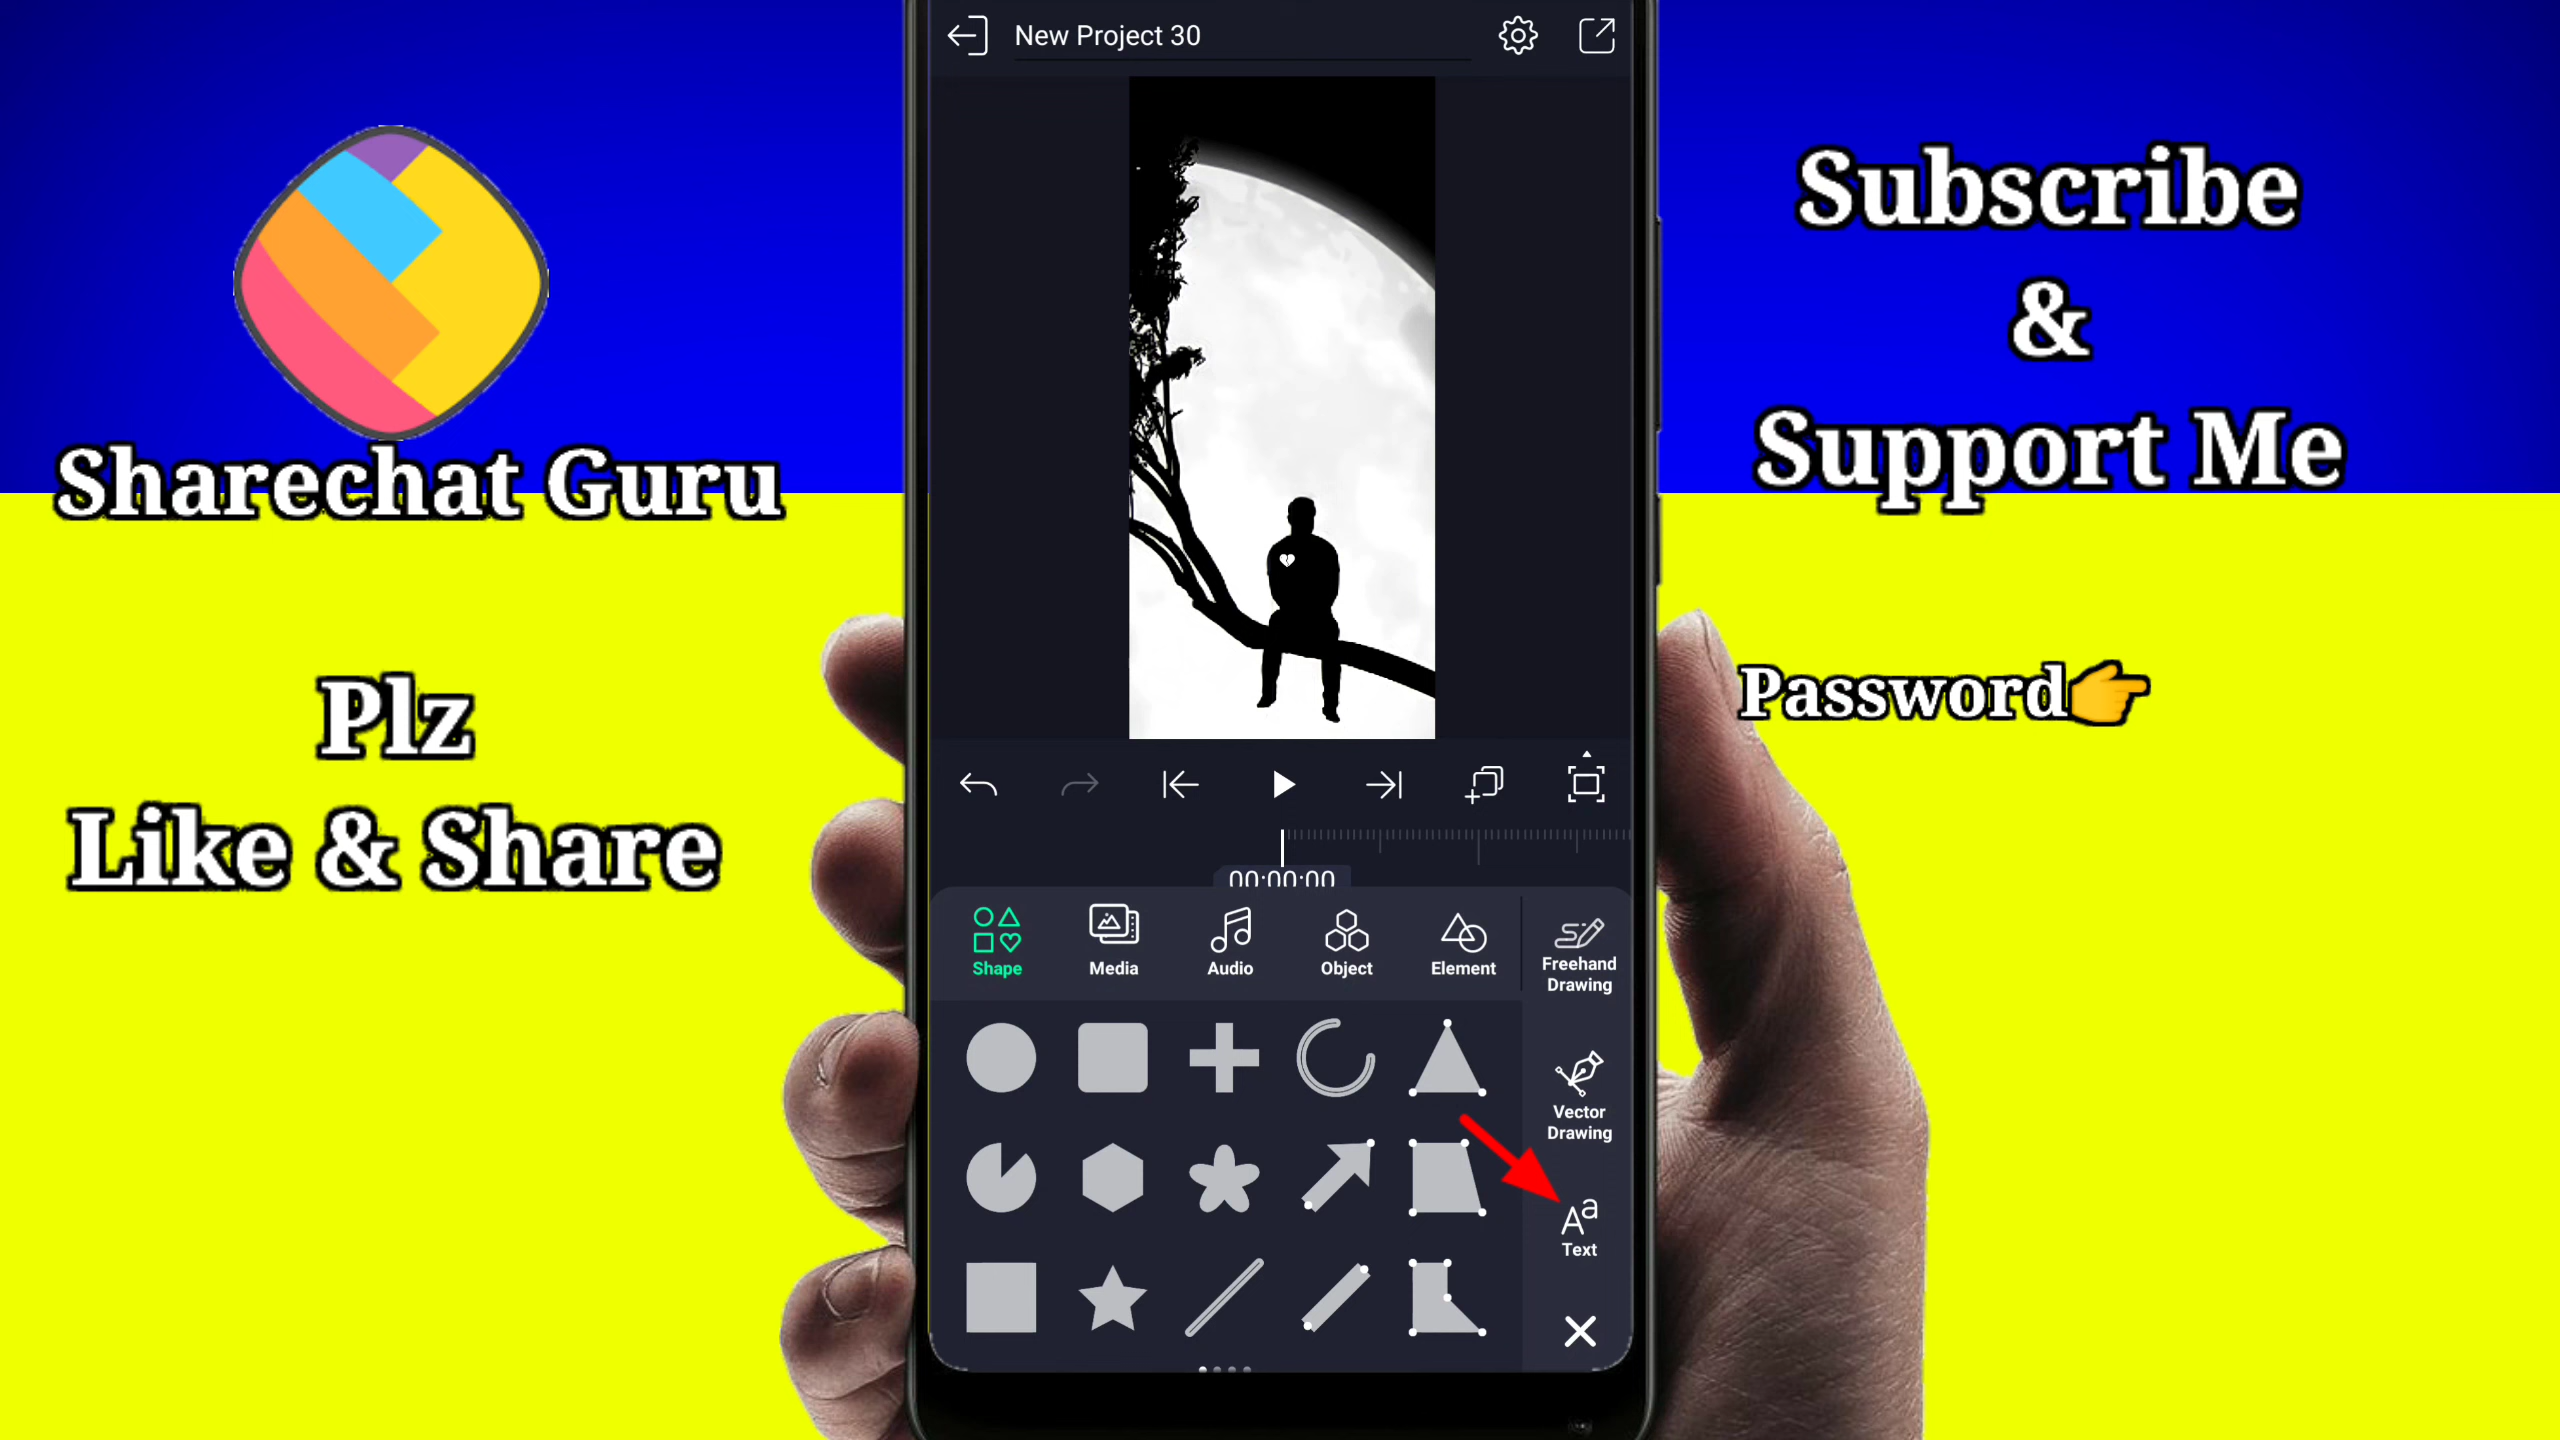 New Project 30
Sharechat Guru
Plz
Like & Share
Subscribe
&
Support Me
Password👉
00:00:00
Shape
Media
Audio
Object
Element
Freehand
Drawing
Vector
Drawing
Aa
Text